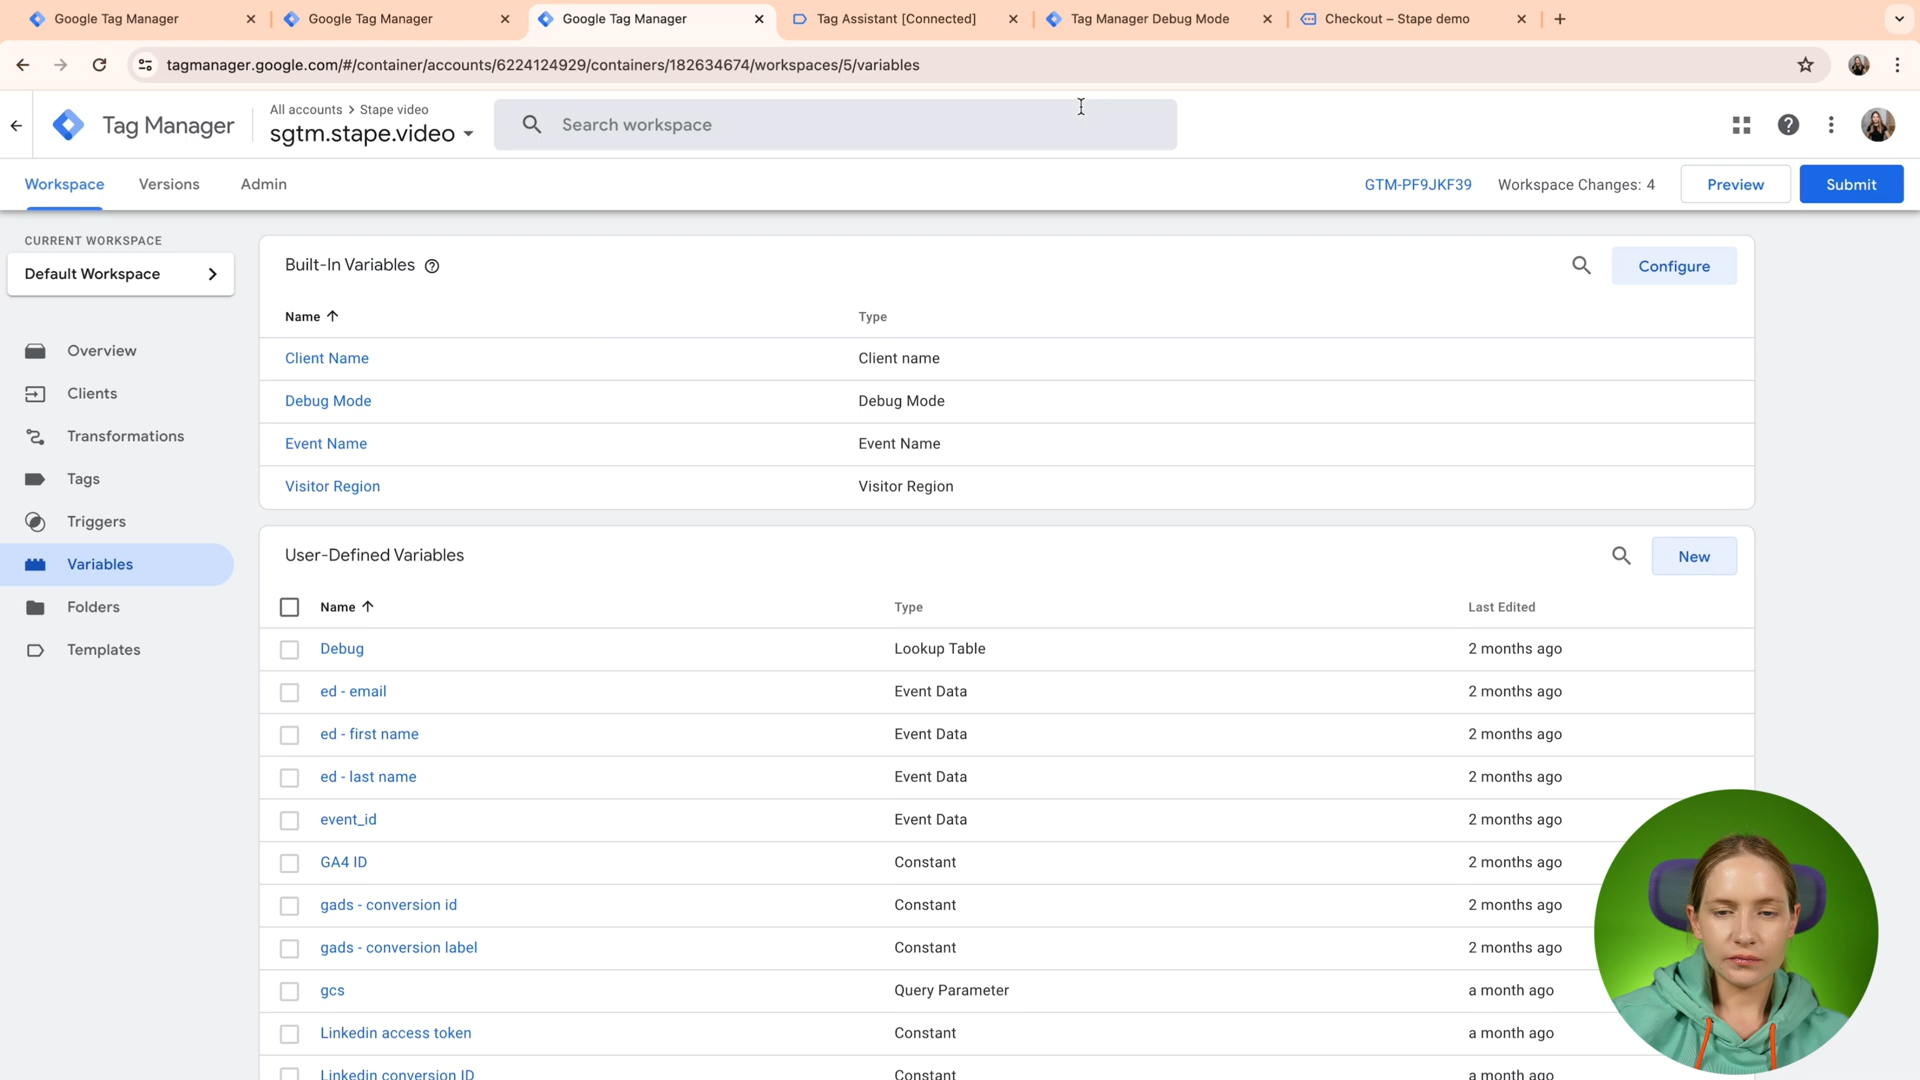 Google Tag Manager
Google Tag Manager
Google Tag Manager
Tag Assistant [Connected]
Tag Manager Debug Mode
Checkout – Stape demo
tagmanager.google.com/#/container/accounts/6224124929/containers/182634674/workspaces/5/variables
Tag Manager
All accounts > Stape video
sgtm.stape.video
Search workspace
Workspace
Versions
Admin
GTM-PF9JKF39
Workspace Changes: 4
Preview
Submit
CURRENT WORKSPACE
Default Workspace
Overview
Clients
Transformations
Tags
Triggers
Variables
Folders
Templates
Built-In Variables
Configure
Name Type
Client Name Client name
Debug Mode Debug Mode
Event Name Event Name
Visitor Region Visitor Region
User-Defined Variables
New
Name Type Last Edited
Debug Lookup Table 2 months ago
ed - email Event Data 2 months ago
ed - first name Event Data 2 months ago
ed - last name Event Data 2 months ago
event_id Event Data 2 months ago
GA4 ID Constant 2 months ago
gads - conversion id Constant 2 months ago
gads - conversion label Constant 2 months ago
gcs Query Parameter a month ago
Linkedin access token Constant a month ago
Linkedin conversion ID Constant a month ago